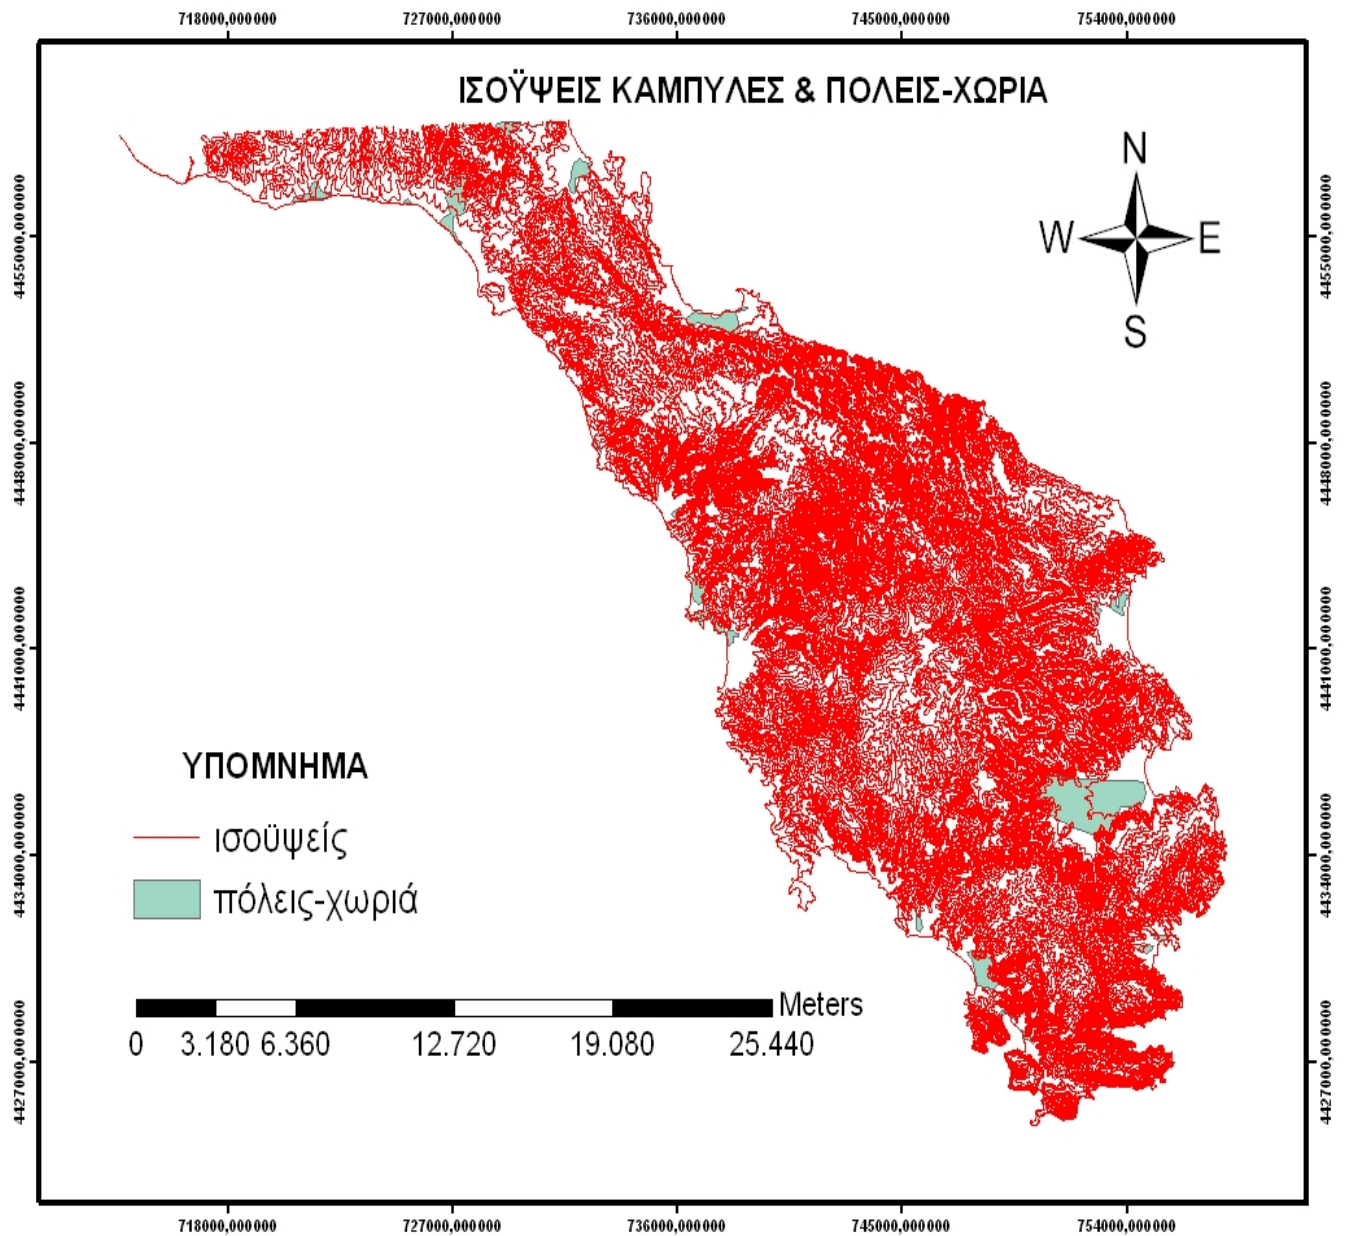 718000,000000 727000,000000 736000,000000 745000,000000 754000,000000
ΙΣΟΫΨΕΙΣ ΚΑΜΠΥΛΕΣ & ΠΟΛΕΙΣ-ΧΩΡΙΑ
N
W E
S
4455000,000000 4455000,000000
4448000,000000 4448000,000000
4441000,000000 4441000,000000
4434000,000000 4434000,000000
4427000,000000 4427000,000000
ΥΠΟΜΝΗΜΑ
ισοϋψείς
πόλεις-χωριά
Meters
0 3.180 6.360 12.720 19.080 25.440
718000,000000 727000,000000 736000,000000 745000,000000 754000,000000